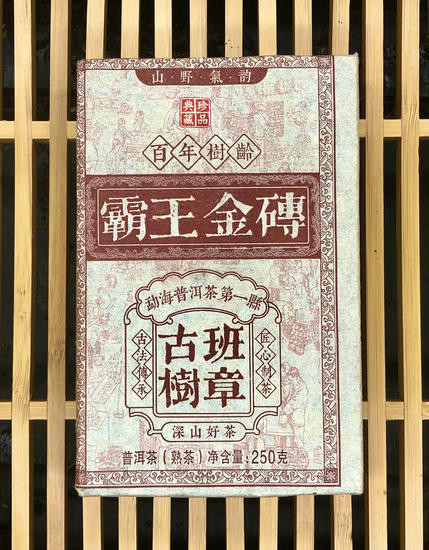 山·野·氣·韵
珍品典藏
百年樹齡
霸王金磚
勐海普洱茶第一縣
古法傳承
班章古樹
匠心制茶
深山好茶
普洱茶(熟茶)净含量:250克